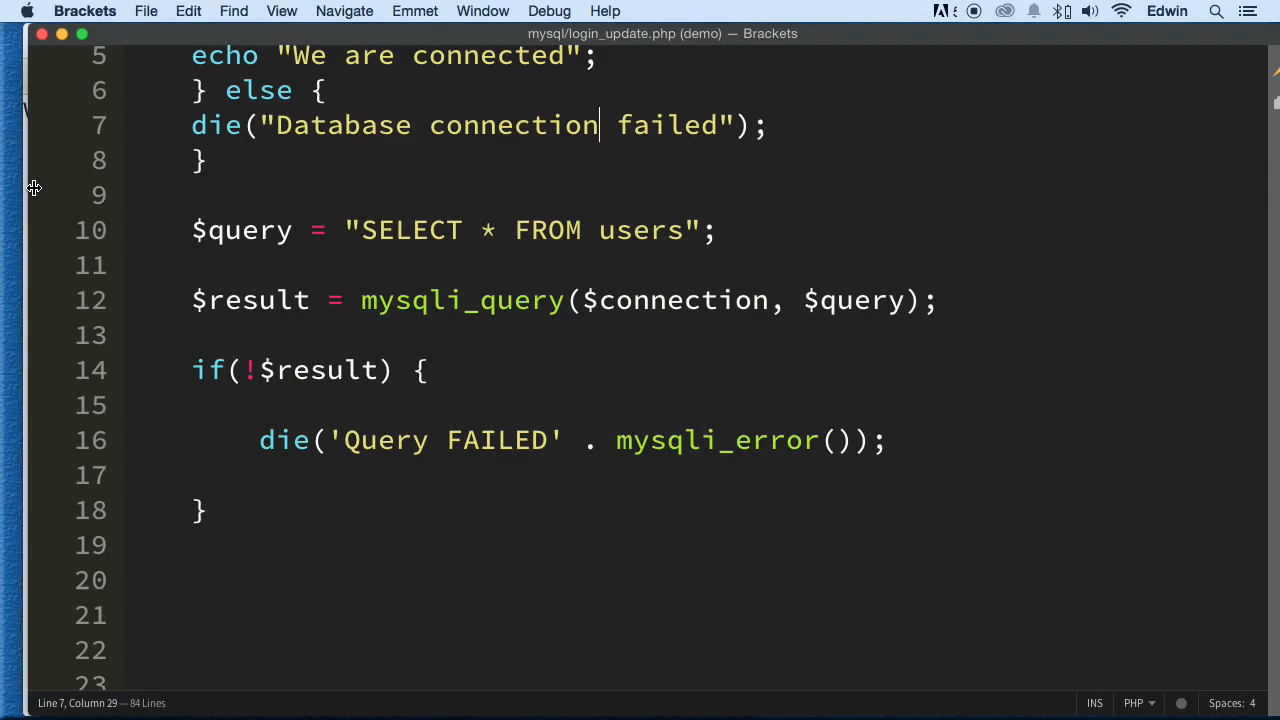 Brackets File Edit Find View Navigate Emmet Window Debug Help 5 Edwin
mysql/login_update.php (demo) — Brackets
5 echo "We are connected";
6 } else {
7 die("Database connection failed");
8 }
9
10 $query = "SELECT * FROM users";
11
12 $result = mysqli_query($connection, $query);
13
14 if(!$result) {
15
16 die('Query FAILED' . mysqli_error());
17
18 }
19
20
21
22
23
Line 7, Column 29 — 84 Lines INS PHP Spaces: 4